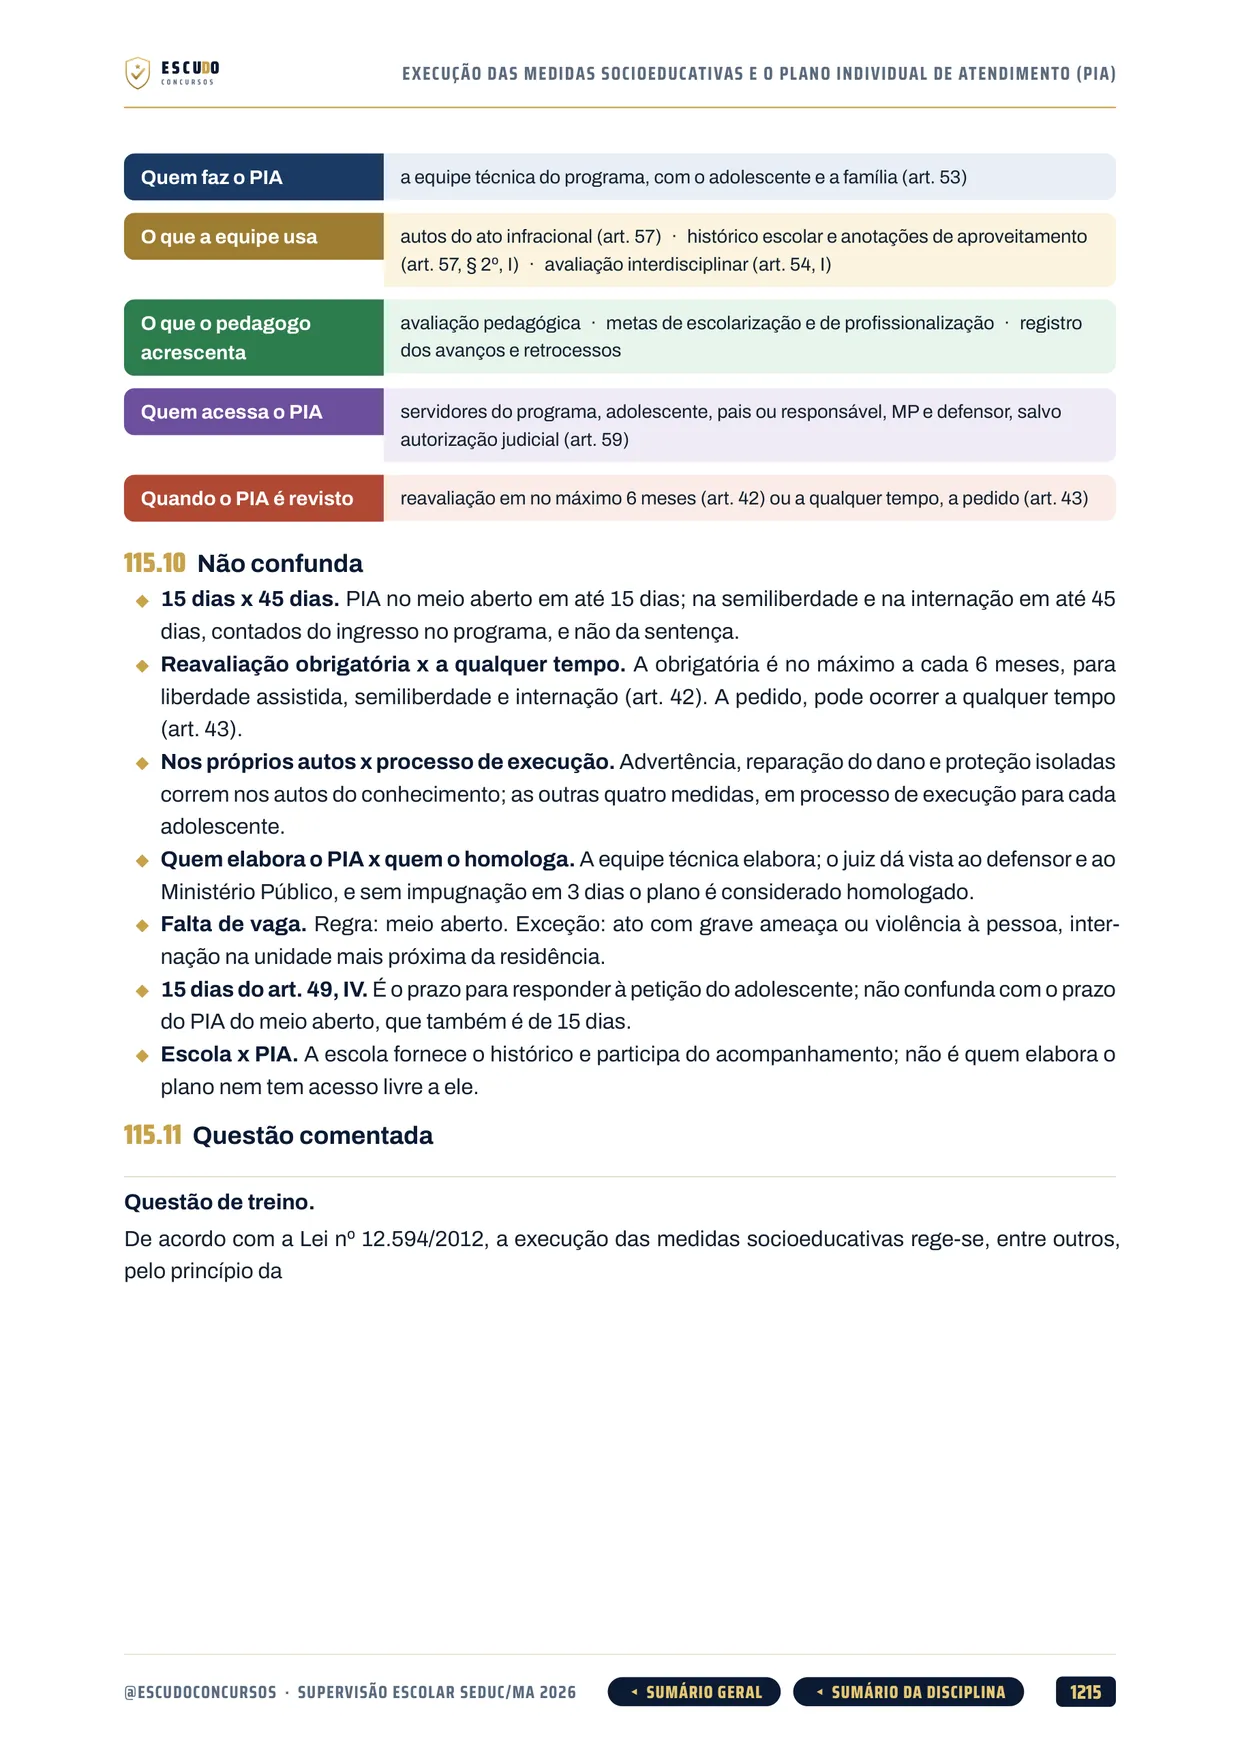 ESCUDO
CONCURSOS
EXECUÇÃO DAS MEDIDAS SOCIOEDUCATIVAS E O PLANO INDIVIDUAL DE ATENDIMENTO (PIA)
Quem faz o PIA
a equipe técnica do programa, com o adolescente e a família (art. 53)
O que a equipe usa
autos do ato infracional (art. 57) · histórico escolar e anotações de aproveitamento
(art. 57, § 2º, I) · avaliação interdisciplinar (art. 54, I)
O que o pedagogo
acrescenta
avaliação pedagógica · metas de escolarização e de profissionalização · registro
dos avanços e retrocessos
Quem acessa o PIA
servidores do programa, adolescente, pais ou responsável, MP e defensor, salvo
autorização judicial (art. 59)
Quando o PIA é revisto
reavaliação em no máximo 6 meses (art. 42) ou a qualquer tempo, a pedido (art. 43)
115.10 Não confunda
◆ 15 dias x 45 dias. PIA no meio aberto em até 15 dias; na semiliberdade e na internação em até 45
dias, contados do ingresso no programa, e não da sentença.
◆ Reavaliação obrigatória x a qualquer tempo. A obrigatória é no máximo a cada 6 meses, para
liberdade assistida, semiliberdade e internação (art. 42). A pedido, pode ocorrer a qualquer tempo
(art. 43).
◆ Nos próprios autos x processo de execução. Advertência, reparação do dano e proteção isoladas
correm nos autos do conhecimento; as outras quatro medidas, em processo de execução para cada
adolescente.
◆ Quem elabora o PIA x quem o homologa. A equipe técnica elabora; o juiz dá vista ao defensor e ao
Ministério Público, e sem impugnação em 3 dias o plano é considerado homologado.
◆ Falta de vaga. Regra: meio aberto. Exceção: ato com grave ameaça ou violência à pessoa, inter-
nação na unidade mais próxima da residência.
◆ 15 dias do art. 49, IV. É o prazo para responder à petição do adolescente; não confunda com o prazo
do PIA do meio aberto, que também é de 15 dias.
◆ Escola x PIA. A escola fornece o histórico e participa do acompanhamento; não é quem elabora o
plano nem tem acesso livre a ele.
115.11 Questão comentada
Questão de treino.
De acordo com a Lei nº 12.594/2012, a execução das medidas socioeducativas rege-se, entre outros,
pelo princípio da
@ESCUDOCONCURSOS · SUPERVISÃO ESCOLAR SEDUC/MA 2026
SUMÁRIO GERAL
SUMÁRIO DA DISCIPLINA
1215